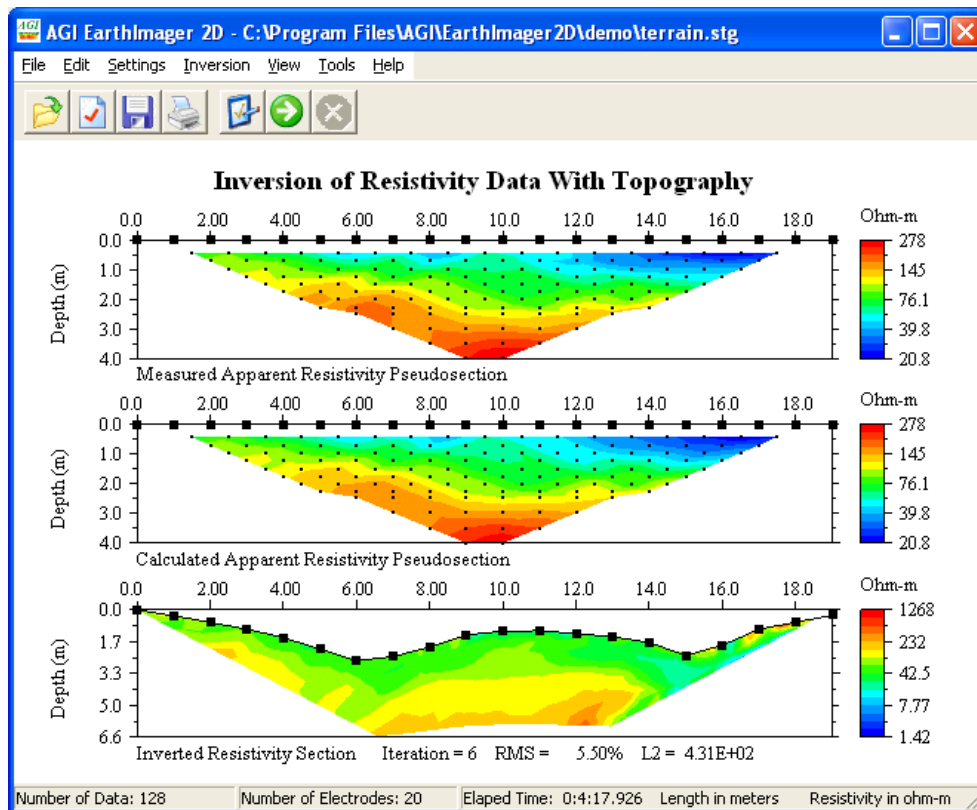 AGI EarthImager 2D - C:\Program Files\AGI\EarthImager2D\demo\terrain.stg
File Edit Settings Inversion View Tools Help
Inversion of Resistivity Data With Topography
0.0 2.00 4.00 6.00 8.00 10.0 12.0 14.0 16.0 18.0 Ohm-m
0.0 278
1.0 145
2.0 76.1
3.0 39.8
4.0 20.8
Depth (m)
Measured Apparent Resistivity Pseudosection
0.0 2.00 4.00 6.00 8.00 10.0 12.0 14.0 16.0 18.0 Ohm-m
0.0 278
1.0 145
2.0 76.1
3.0 39.8
4.0 20.8
Depth (m)
Calculated Apparent Resistivity Pseudosection
0.0 2.00 4.00 6.00 8.00 10.0 12.0 14.0 16.0 18.0 Ohm-m
0.0 1268
1.7 232
3.3 42.5
5.0 7.77
6.6 1.42
Depth (m)
Inverted Resistivity Section Iteration = 6 RMS = 5.50% L2 = 4.31E+02
Number of Data: 128 Number of Electrodes: 20 Elaped Time: 0:4:17.926 Length in meters Resistivity in ohm-m